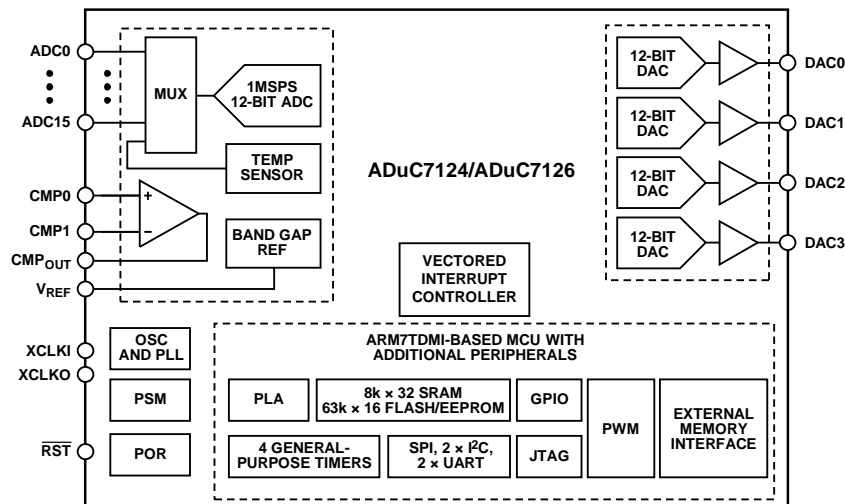 ADC0
ADC15
CMP0
CMP1
CMPOUT
VREF
XCLKI
XCLKO
RST
MUX
1MSPS
12-BIT ADC
TEMP
SENSOR
+
−
BAND GAP
REF
ADuC7124/ADuC7126
12-BIT
DAC
12-BIT
DAC
12-BIT
DAC
12-BIT
DAC
DAC0
DAC1
DAC2
DAC3
VECTORED
INTERRUPT
CONTROLLER
OSC
AND PLL
PSM
POR
ARM7TDMI-BASED MCU WITH
ADDITIONAL PERIPHERALS
PLA
8k × 32 SRAM
63k × 16 FLASH/EEPROM
GPIO
4 GENERAL-
PURPOSE TIMERS
SPI, 2 × I²C,
2 × UART
JTAG
PWM
EXTERNAL
MEMORY
INTERFACE